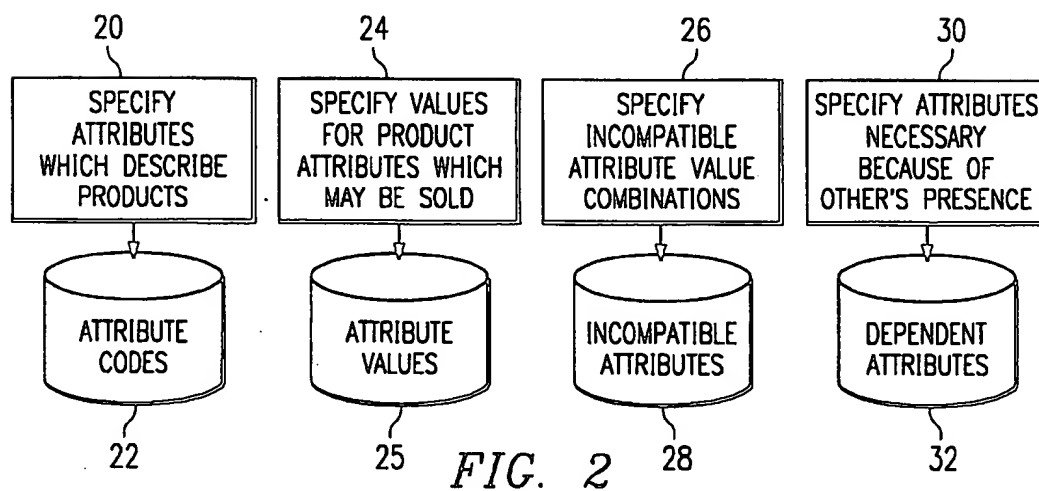 20
SPECIFY
ATTRIBUTES
WHICH DESCRIBE
PRODUCTS
ATTRIBUTE
CODES
22
24
SPECIFY VALUES
FOR PRODUCT
ATTRIBUTES WHICH
MAY BE SOLD
ATTRIBUTE
VALUES
25
26
SPECIFY
INCOMPATIBLE
ATTRIBUTE VALUE
COMBINATIONS
INCOMPATIBLE
ATTRIBUTES
28
30
SPECIFY ATTRIBUTES
NECESSARY
BECAUSE OF
OTHER'S PRESENCE
DEPENDENT
ATTRIBUTES
32
FIG. 2